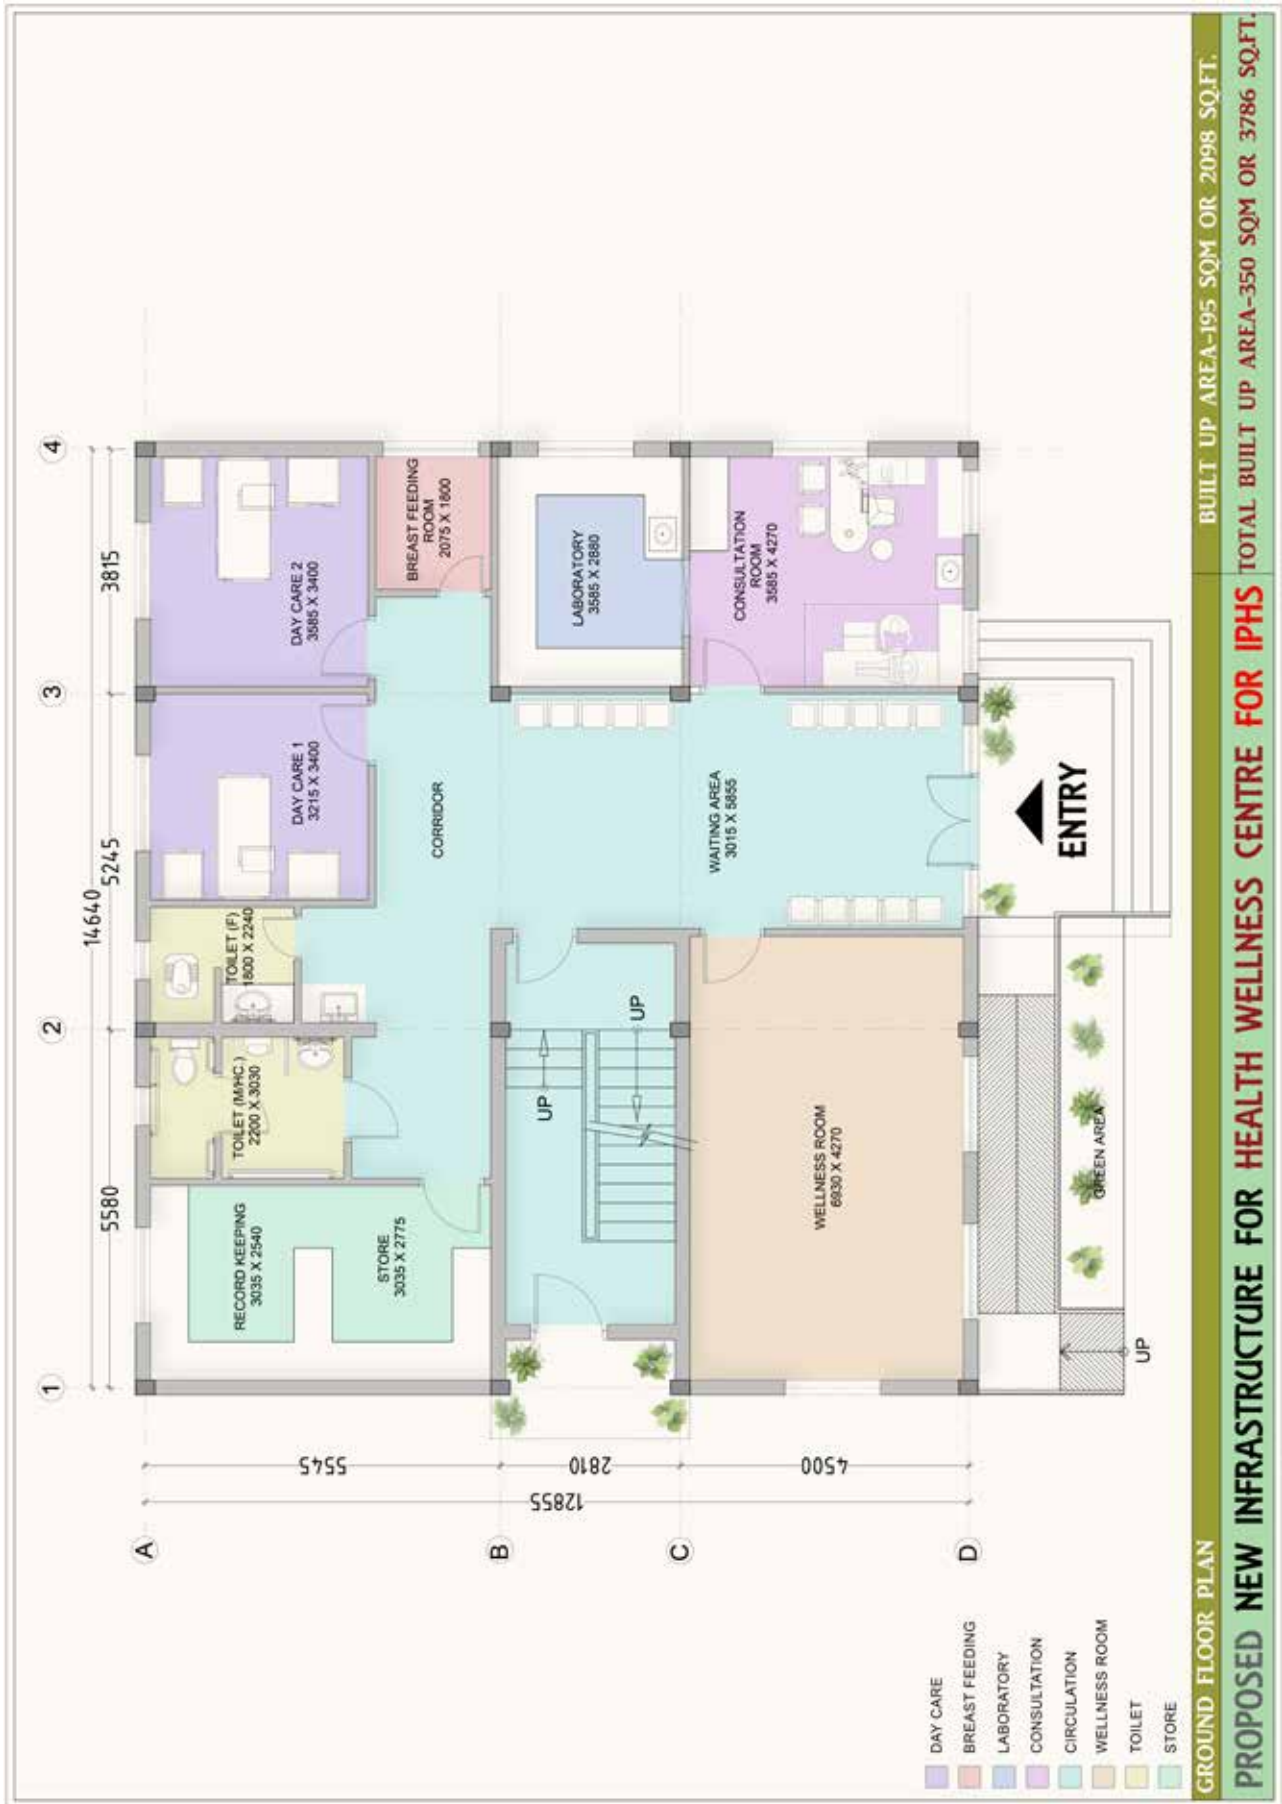 1
2
3
4
14640
5580
5245
3815
A
B
C
D
5545
2810
4500
12855
RECORD KEEPING
3035 X 2540
STORE
3035 X 2775
TOILET (M/HC.)
2200 X 3030
TOILET (F)
1800 X 2240
DAY CARE 1
3215 X 3400
DAY CARE 2
3585 X 3400
BREAST FEEDING
ROOM
2075 X 1800
CORRIDOR
LABORATORY
3585 X 2880
UP
UP
WAITING AREA
3015 X 5855
CONSULTATION
ROOM
3585 X 4270
WELLNESS ROOM
6930 X 4270
ENTRY
GREEN AREA
UP
DAY CARE
BREAST FEEDING
LABORATORY
CONSULTATION
CIRCULATION
WELLNESS ROOM
TOILET
STORE
GROUND FLOOR PLAN
BUILT UP AREA-195 SQM OR 2098 SQ.FT.
PROPOSED NEW INFRASTRUCTURE FOR HEALTH WELLNESS CENTRE FOR IPHS TOTAL BUILT UP AREA-350 SQM OR 3786 SQ.FT.